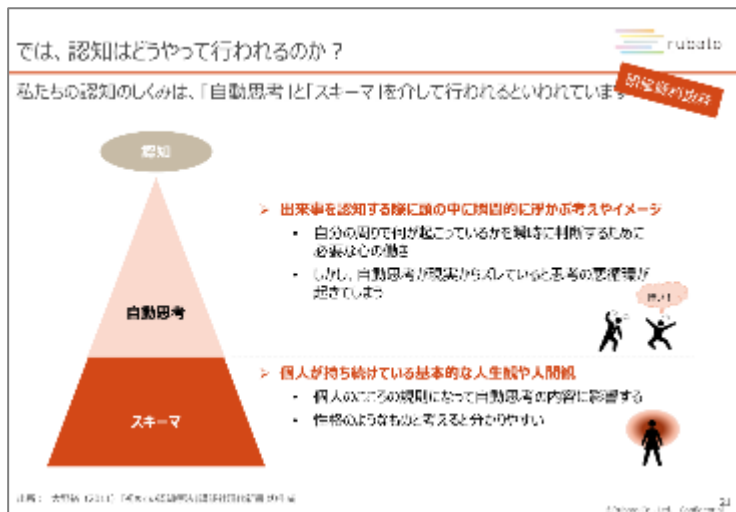 では、認知はどうやって行われるのか？
rubato
私たちの認知のしくみは、「自動思考」と「スキーマ」を介して行われるといわれています
研修資料抜粋
認知
➢ 出来事を認知する際に頭の中に瞬間的に浮かぶ考えやイメージ
• 自分の周りで何が起こっているかを瞬時に判断するために
必要な心の働き
• しかし、自動思考が現実からズレていると思考の悪循環が
起きてしまう
自動思考
➢ 個人が持ち続けている基本的な人生観や人間観
• 個人のこころの規則になって自動思考の内容に影響する
スキーマ
• 性格のようなものと考えると分かりやすい